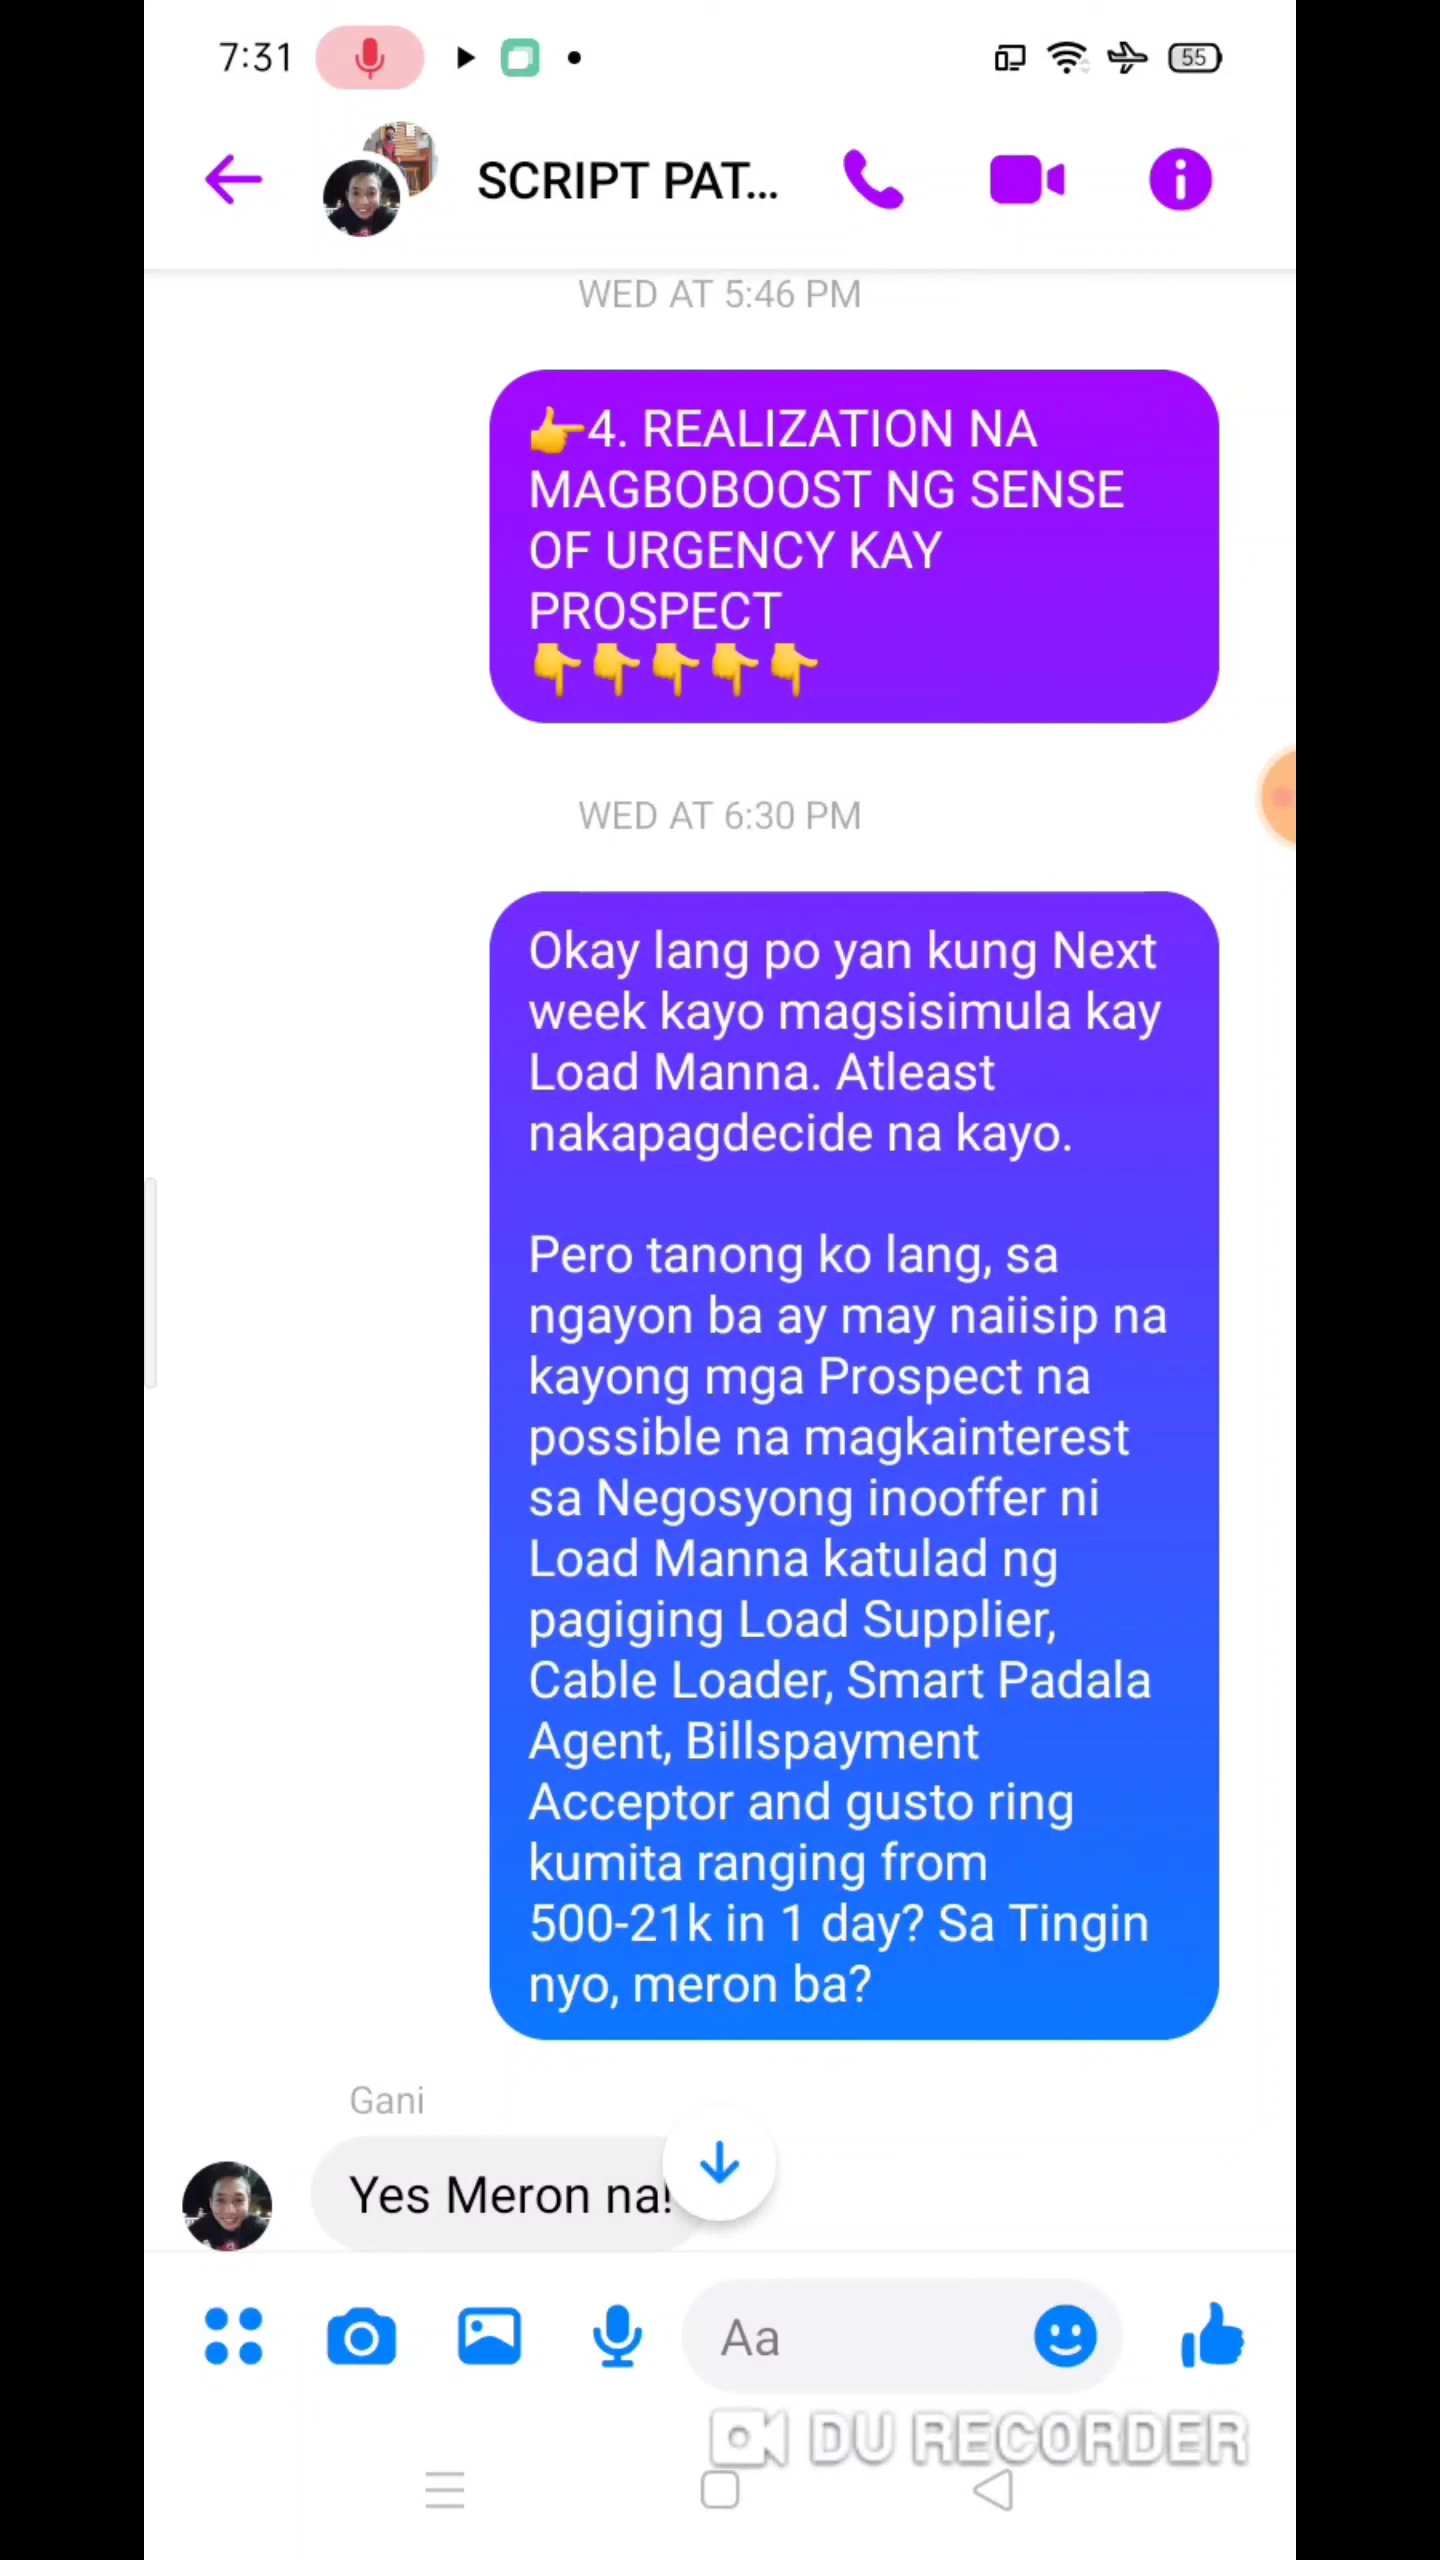 7:31
55
SCRIPT PAT...
WED AT 5:46 PM
👉4. REALIZATION NA
MAGBOBOOST NG SENSE
OF URGENCY KAY
PROSPECT
👇👇👇👇👇
WED AT 6:30 PM
Okay lang po yan kung Next
week kayo magsisimula kay
Load Manna. Atleast
nakapagdecide na kayo.
Pero tanong ko lang, sa
ngayon ba ay may naiisip na
kayong mga Prospect na
possible na magkainterest
sa Negosyong inooffer ni
Load Manna katulad ng
pagiging Load Supplier,
Cable Loader, Smart Padala
Agent, Billspayment
Acceptor and gusto ring
kumita ranging from
500-21k in 1 day? Sa Tingin
nyo, meron ba?
Gani
Yes Meron na!
Aa
DU RECORDER